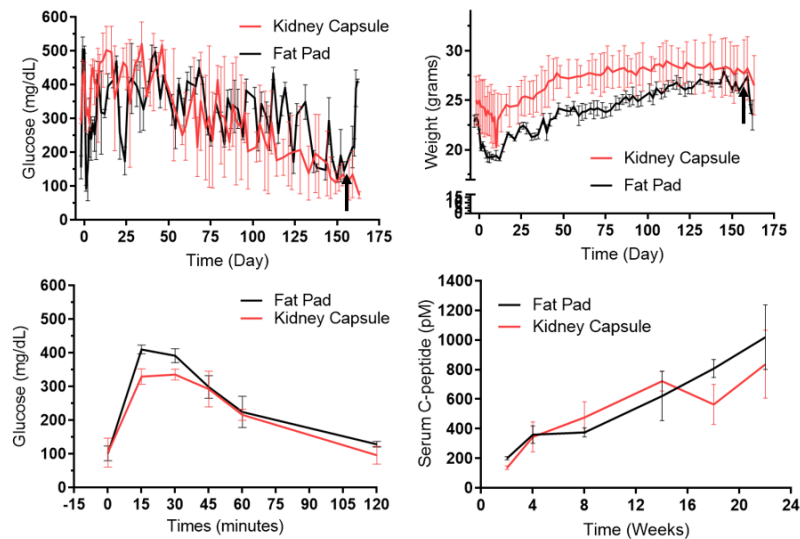 Kidney Capsule
Fat Pad
600
500
400
300
200
100
0
Glucose (mg/dL)
0 25 50 75 100 125 150 175
Time (Day)
30
25
20
15
10
5
0
Weight (grams)
Kidney Capsule
Fat Pad
0 25 50 75 100 125 150 175
Time (Day)
600
500
400
300
200
100
0
Glucose (mg/dL)
Fat Pad
Kidney Capsule
-15 0 15 30 45 60 75 90 105 120
Times (minutes)
1400
1200
1000
800
600
400
200
0
Serum C-peptide (pM)
Fat Pad
Kidney Capsule
0 4 8 12 16 20 24
Time (Weeks)